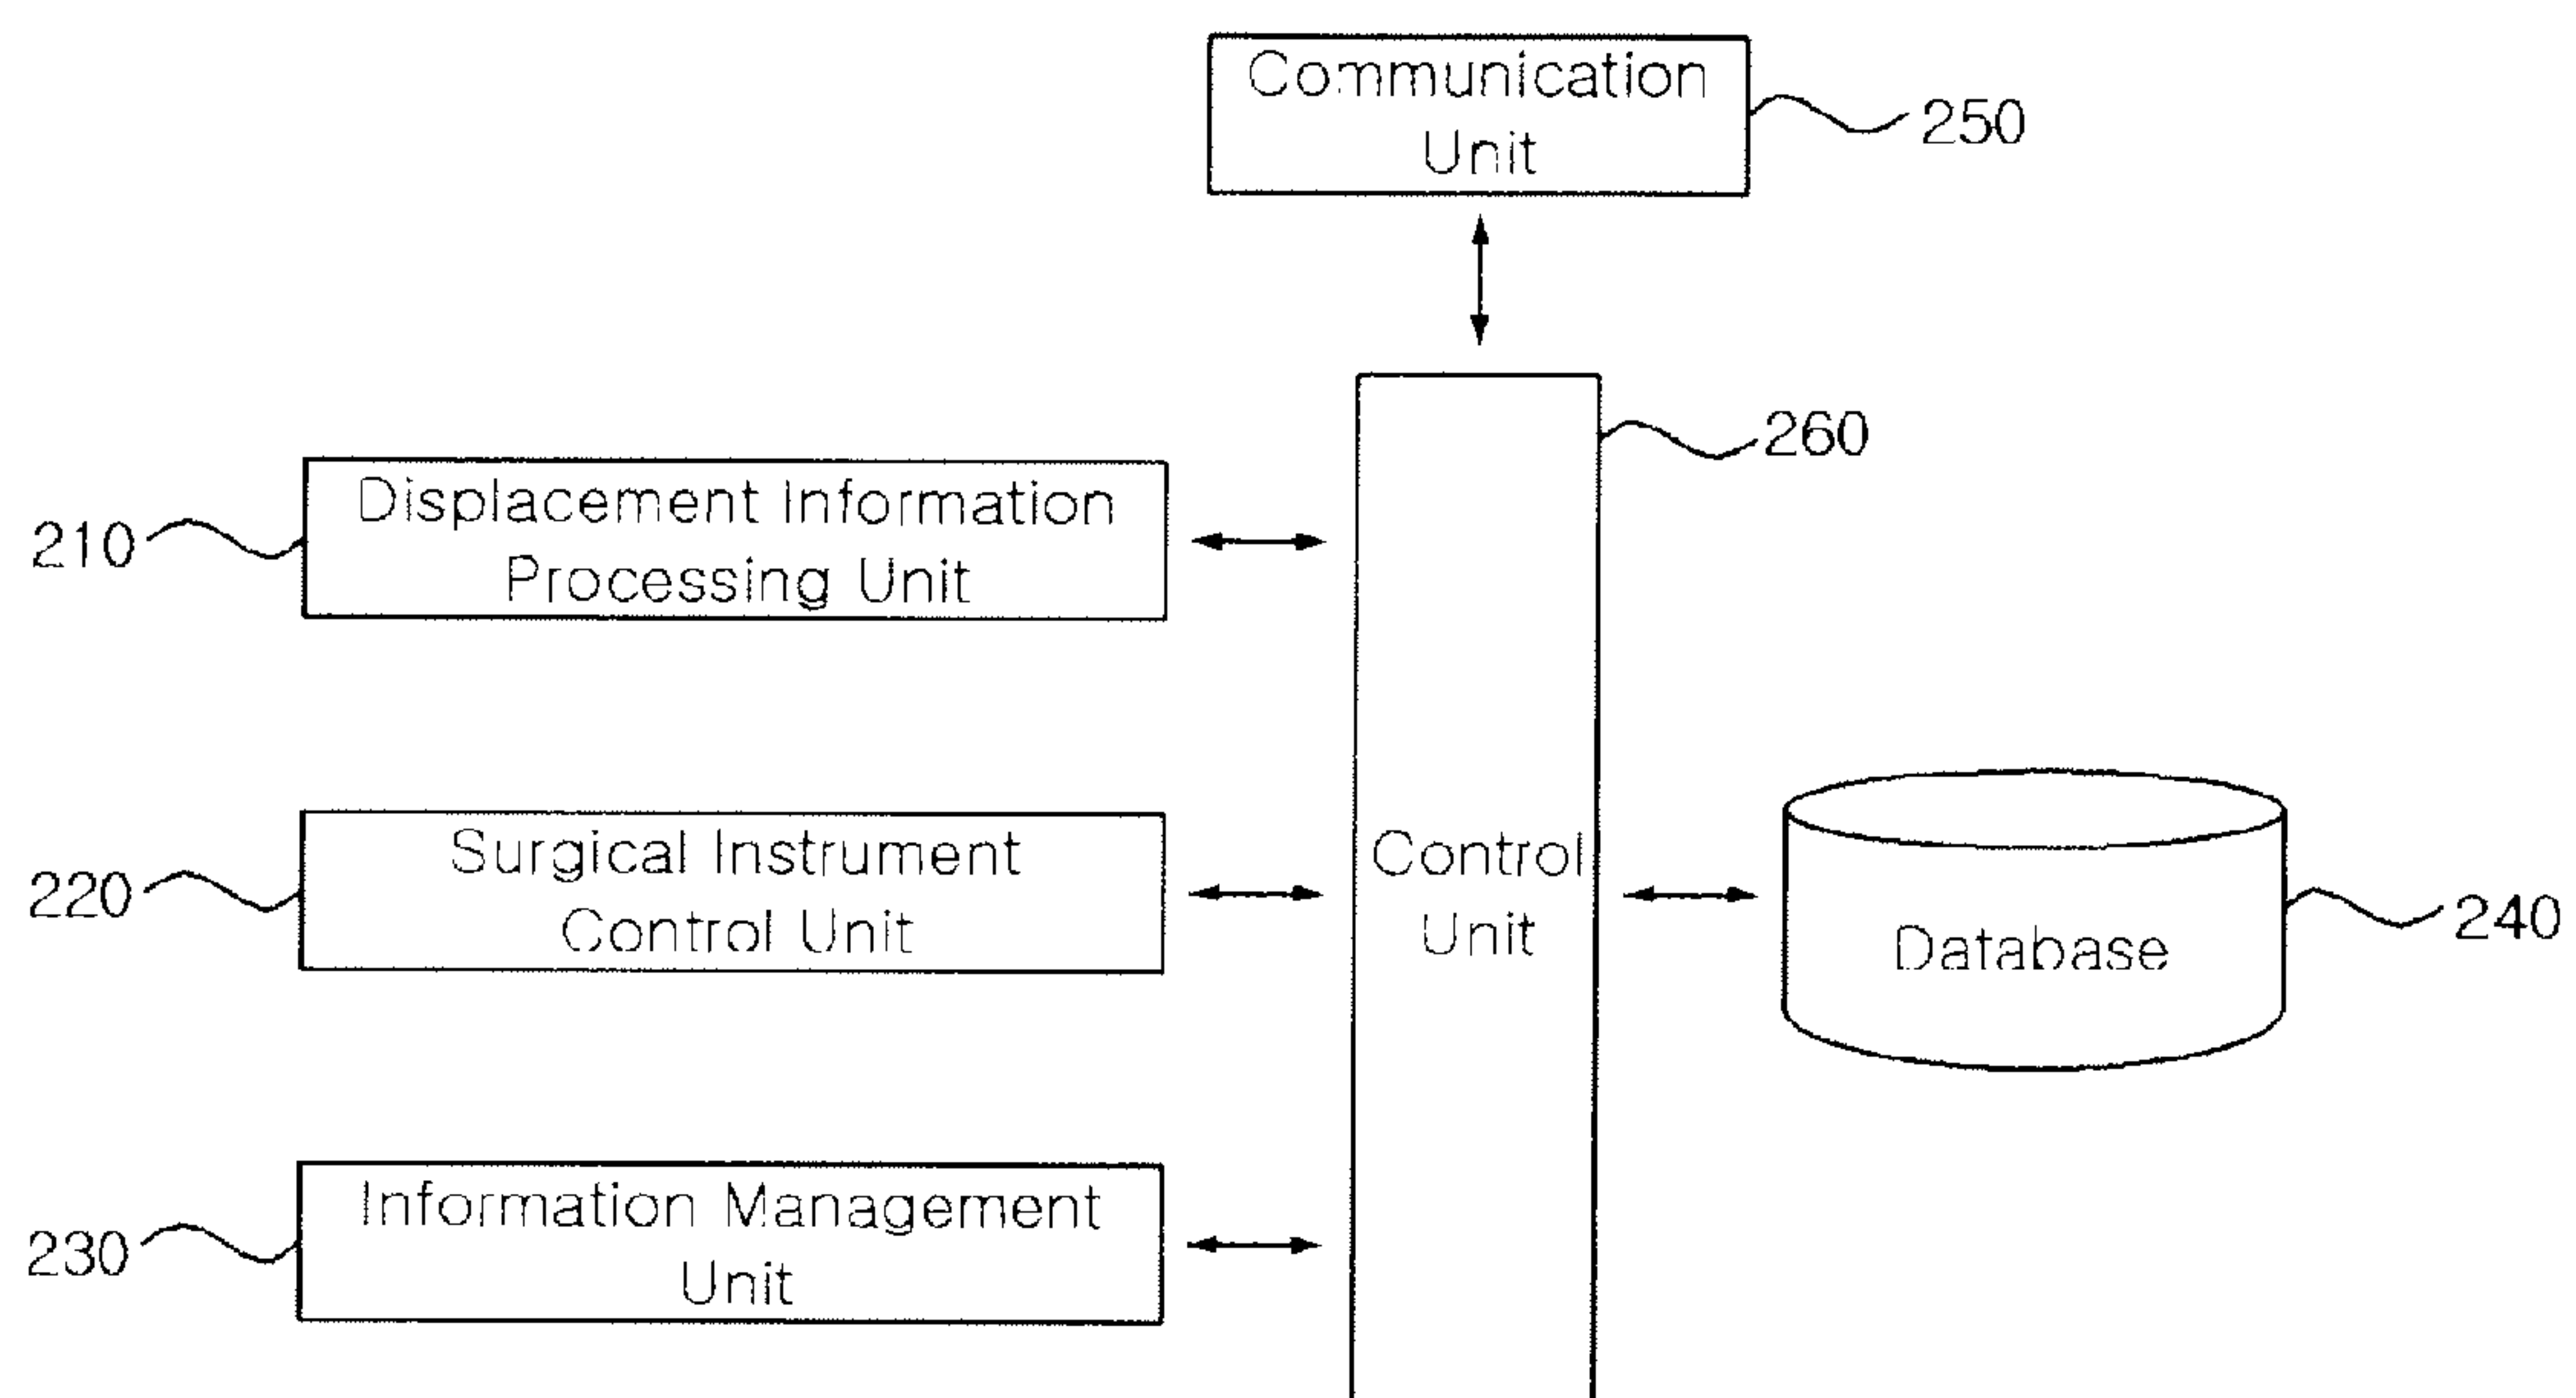 Communication
Unit
250
260
210
Displacement Information
Processing Unit
220
Surgical Instrument
Control Unit
Control
Unit
Database
240
230
Information Management
Unit